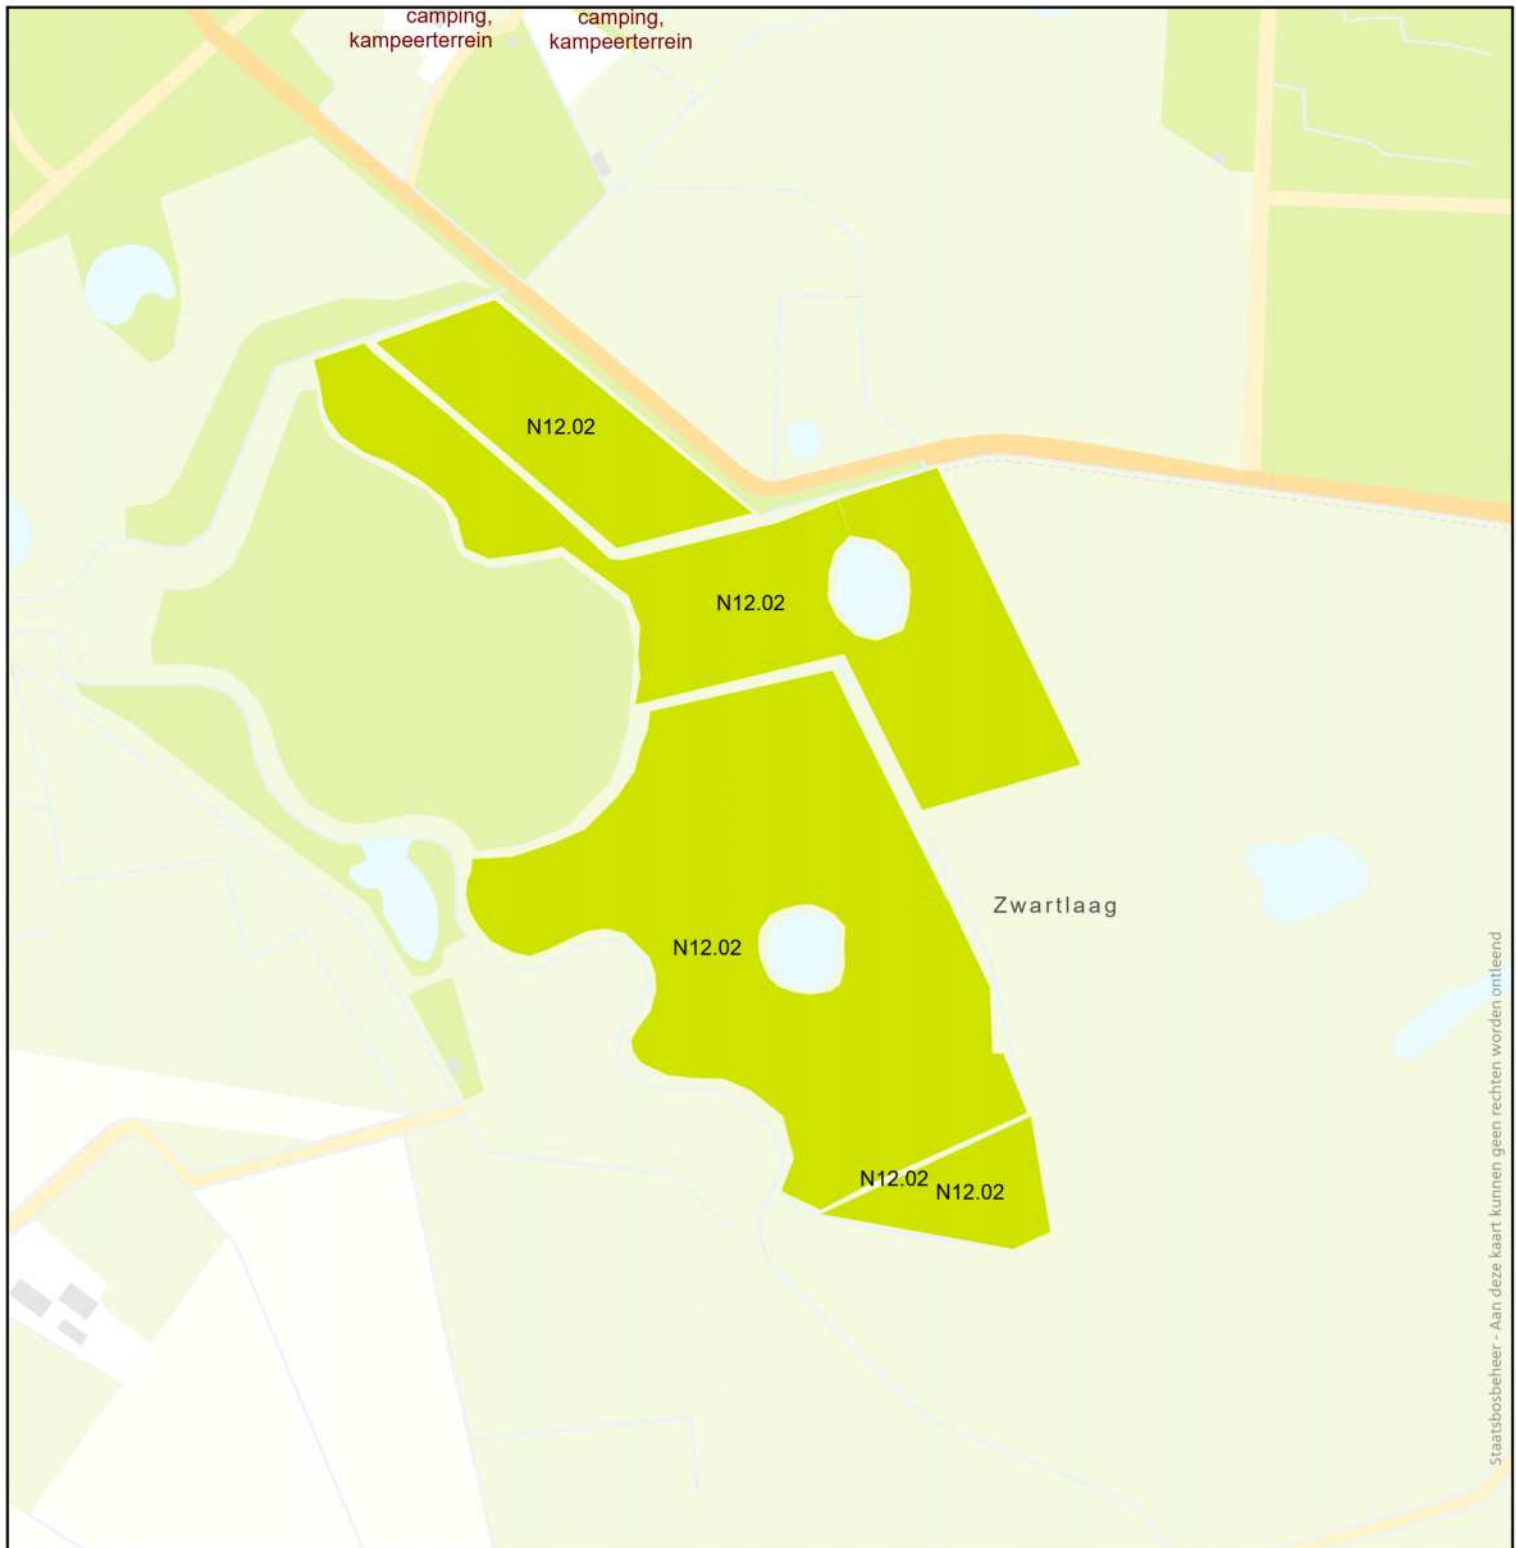 camping,
kampeerterrein
camping,
kampeerterrein
N12.02
N12.02
Zwartlaag
N12.02
N12.02
N12.02
Staatsbosbeheer - Aan deze kaart kunnen geen rechten worden ontleend